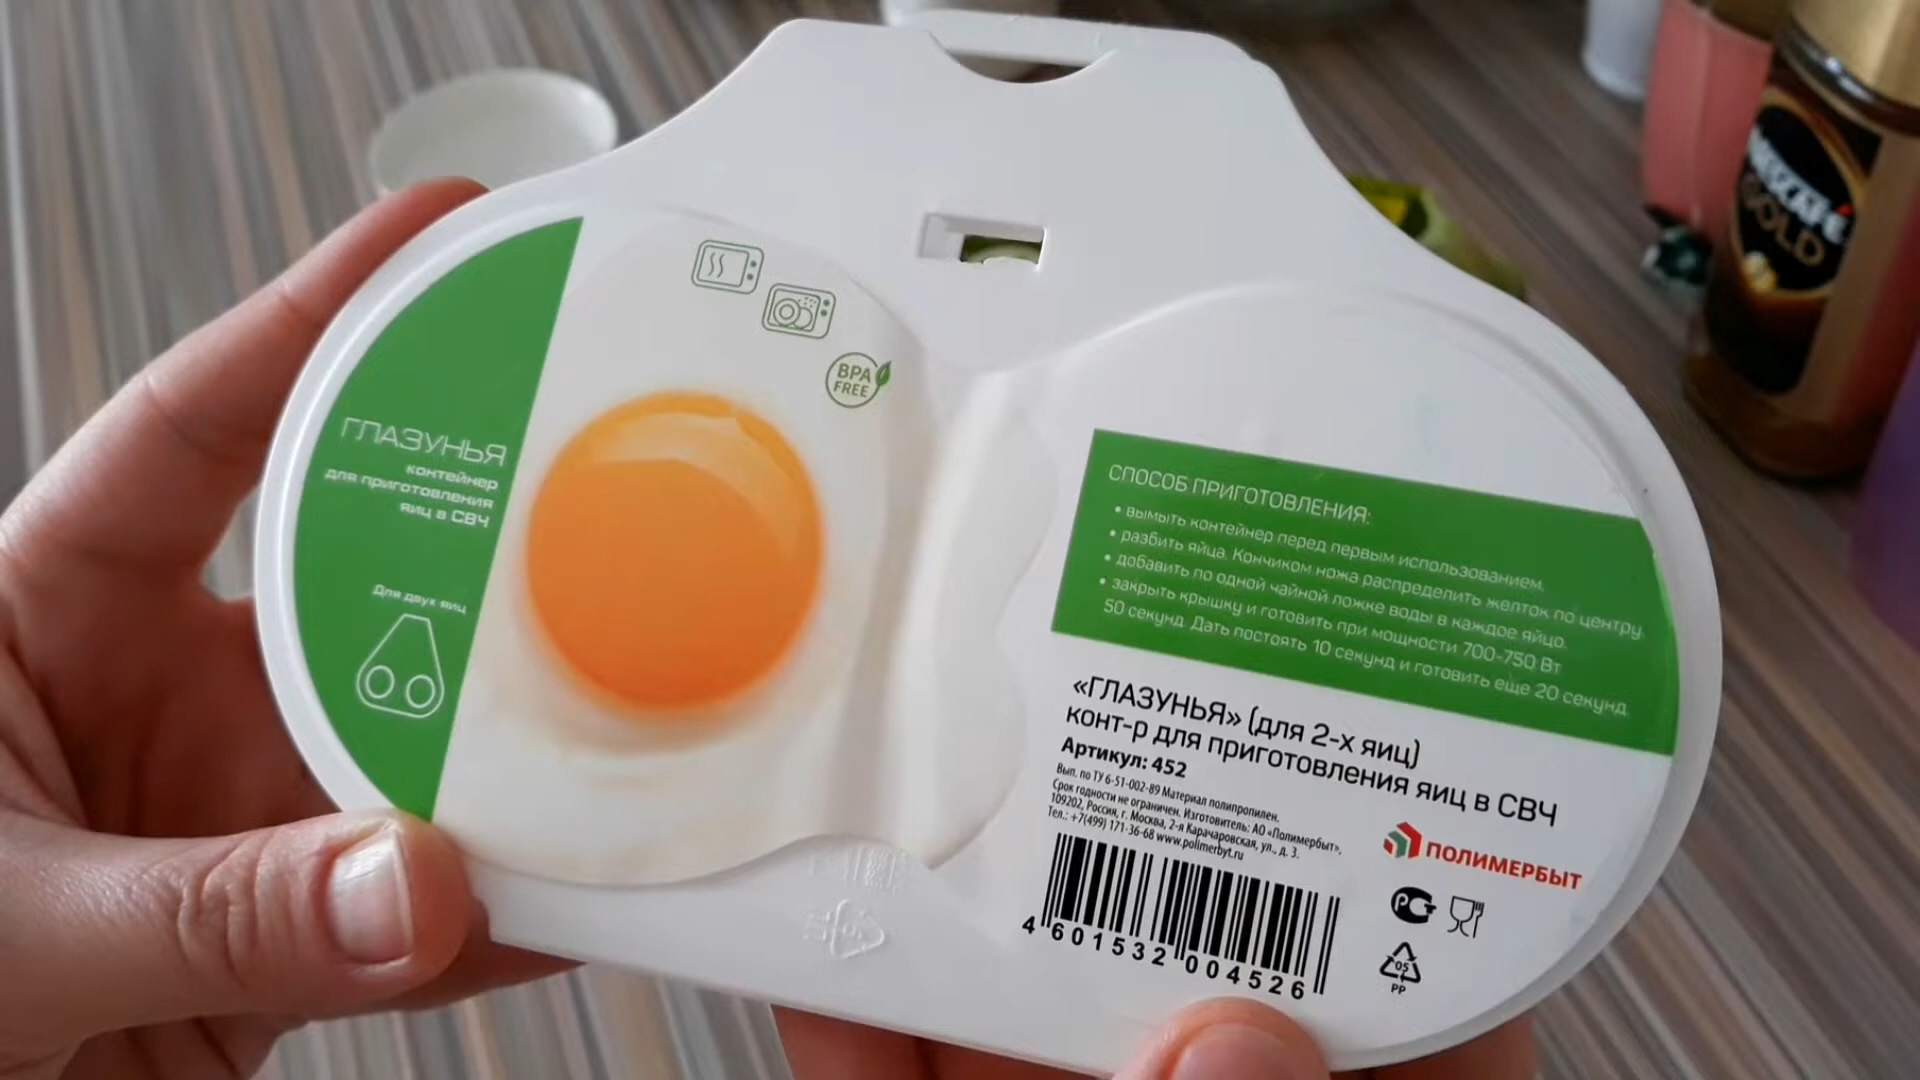 BPA
FREE
ГЛАЗУНЬЯ
контейнер
для приготовления
яиц в СВЧ
Для двух яиц
СПОСОБ ПРИГОТОВЛЕНИЯ:
• вымыть контейнер перед первым использованием.
• разбить яйца. Кончиком ножа распределить желток по центру.
• добавить по одной чайной ложке воды в каждое яйцо.
• закрыть крышку и готовить при мощности 700-750 Вт
50 секунд. Дать постоять 10 секунд и готовить еще 20 секунд.
«ГЛАЗУНЬЯ» (для 2-х яиц)
конт-р для приготовления яиц в СВЧ
Артикул: 452
Вып. по ТУ 6-51-002-89 Материал полипропилен.
Срок годности не ограничен. Изготовитель: АО «Полимербыт»,
109202, Россия, г. Москва, 2-я Карачаровская, ул., д. 3.
Тел.: +7(499) 171-36-68 www.polimerbyt.ru
ПОЛИМЕРБЫТ
4 601532 004526
РСТ
05
PP
NESCAFÉ
GOLD